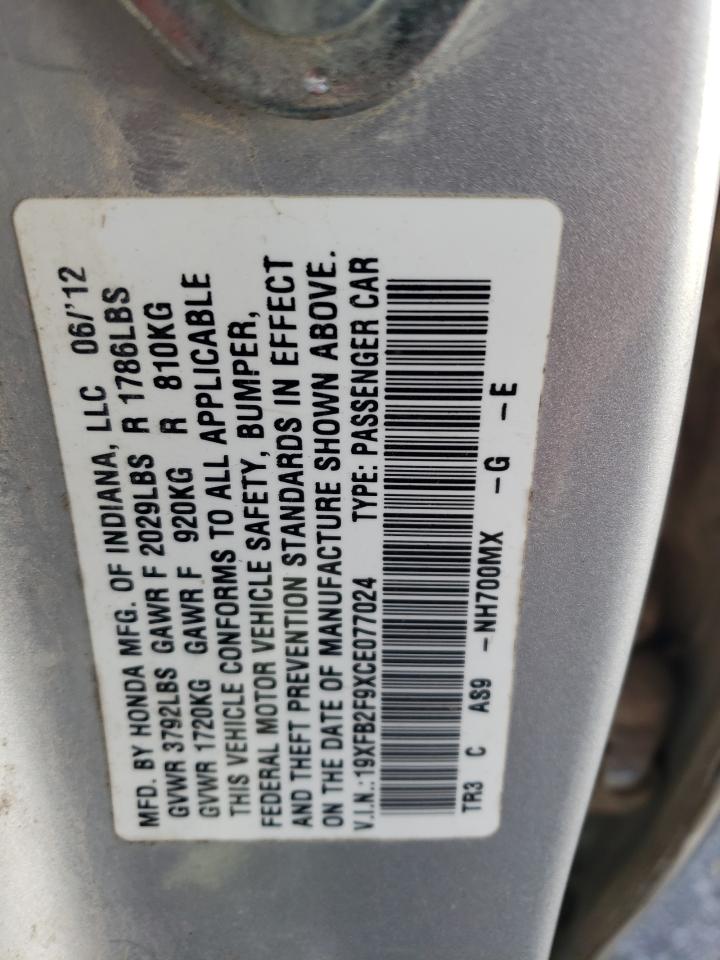 MFD. BY HONDA MFG. OF INDIANA, LLC 06/'12
GVWR 3792LBS GAWR F 2029LBS R 1786LBS
GVWR 1720KG GAWR F 920KG R 810KG
THIS VEHICLE CONFORMS TO ALL APPLICABLE
FEDERAL MOTOR VEHICLE SAFETY, BUMPER,
AND THEFT PREVENTION STANDARDS IN EFFECT
ON THE DATE OF MANUFACTURE SHOWN ABOVE.
V.I.N.:19XFB2F9XCE077024 TYPE: PASSENGER CAR
TR3 C AS9 -NH700MX -G -E